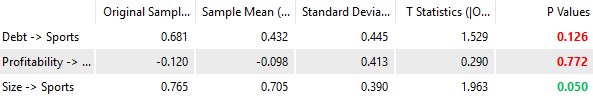 Original Sampl... Sample Mean (... Standard Devia... T Statistics (|O... P Values
Debt -> Sports 0.681 0.432 0.445 1.529 0.126
Profitability -> ... -0.120 -0.098 0.413 0.290 0.772
Size -> Sports 0.765 0.705 0.390 1.963 0.050